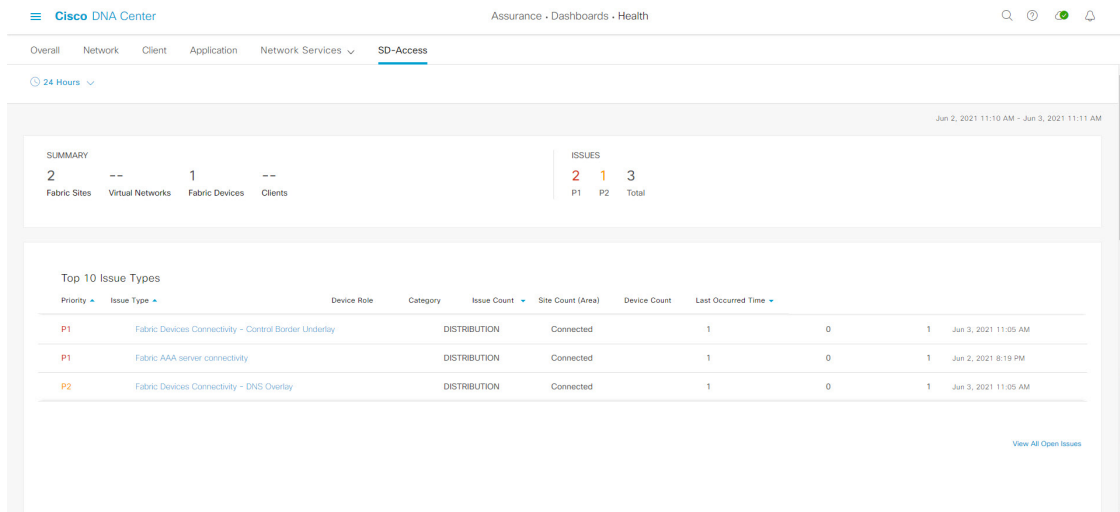 Cisco DNA Center
Assurance • Dashboards • Health
Overall Network Client Application Network Services SD-Access
24 Hours
Jun 2, 2021 11:10 AM - Jun 3, 2021 11:11 AM
SUMMARY
2 -- 1 --
Fabric Sites Virtual Networks Fabric Devices Clients
ISSUES
2 1 3
P1 P2 Total
Top 10 Issue Types
Priority Issue Type Device Role Category Issue Count Site Count (Area) Device Count Last Occurred Time
P1 Fabric Devices Connectivity - Control Border Underlay DISTRIBUTION Connected 1 0 1 Jun 3, 2021 11:05 AM
P1 Fabric AAA server connectivity DISTRIBUTION Connected 1 0 1 Jun 2, 2021 8:19 PM
P2 Fabric Devices Connectivity - DNS Overlay DISTRIBUTION Connected 1 0 1 Jun 3, 2021 11:05 AM
View All Open Issues